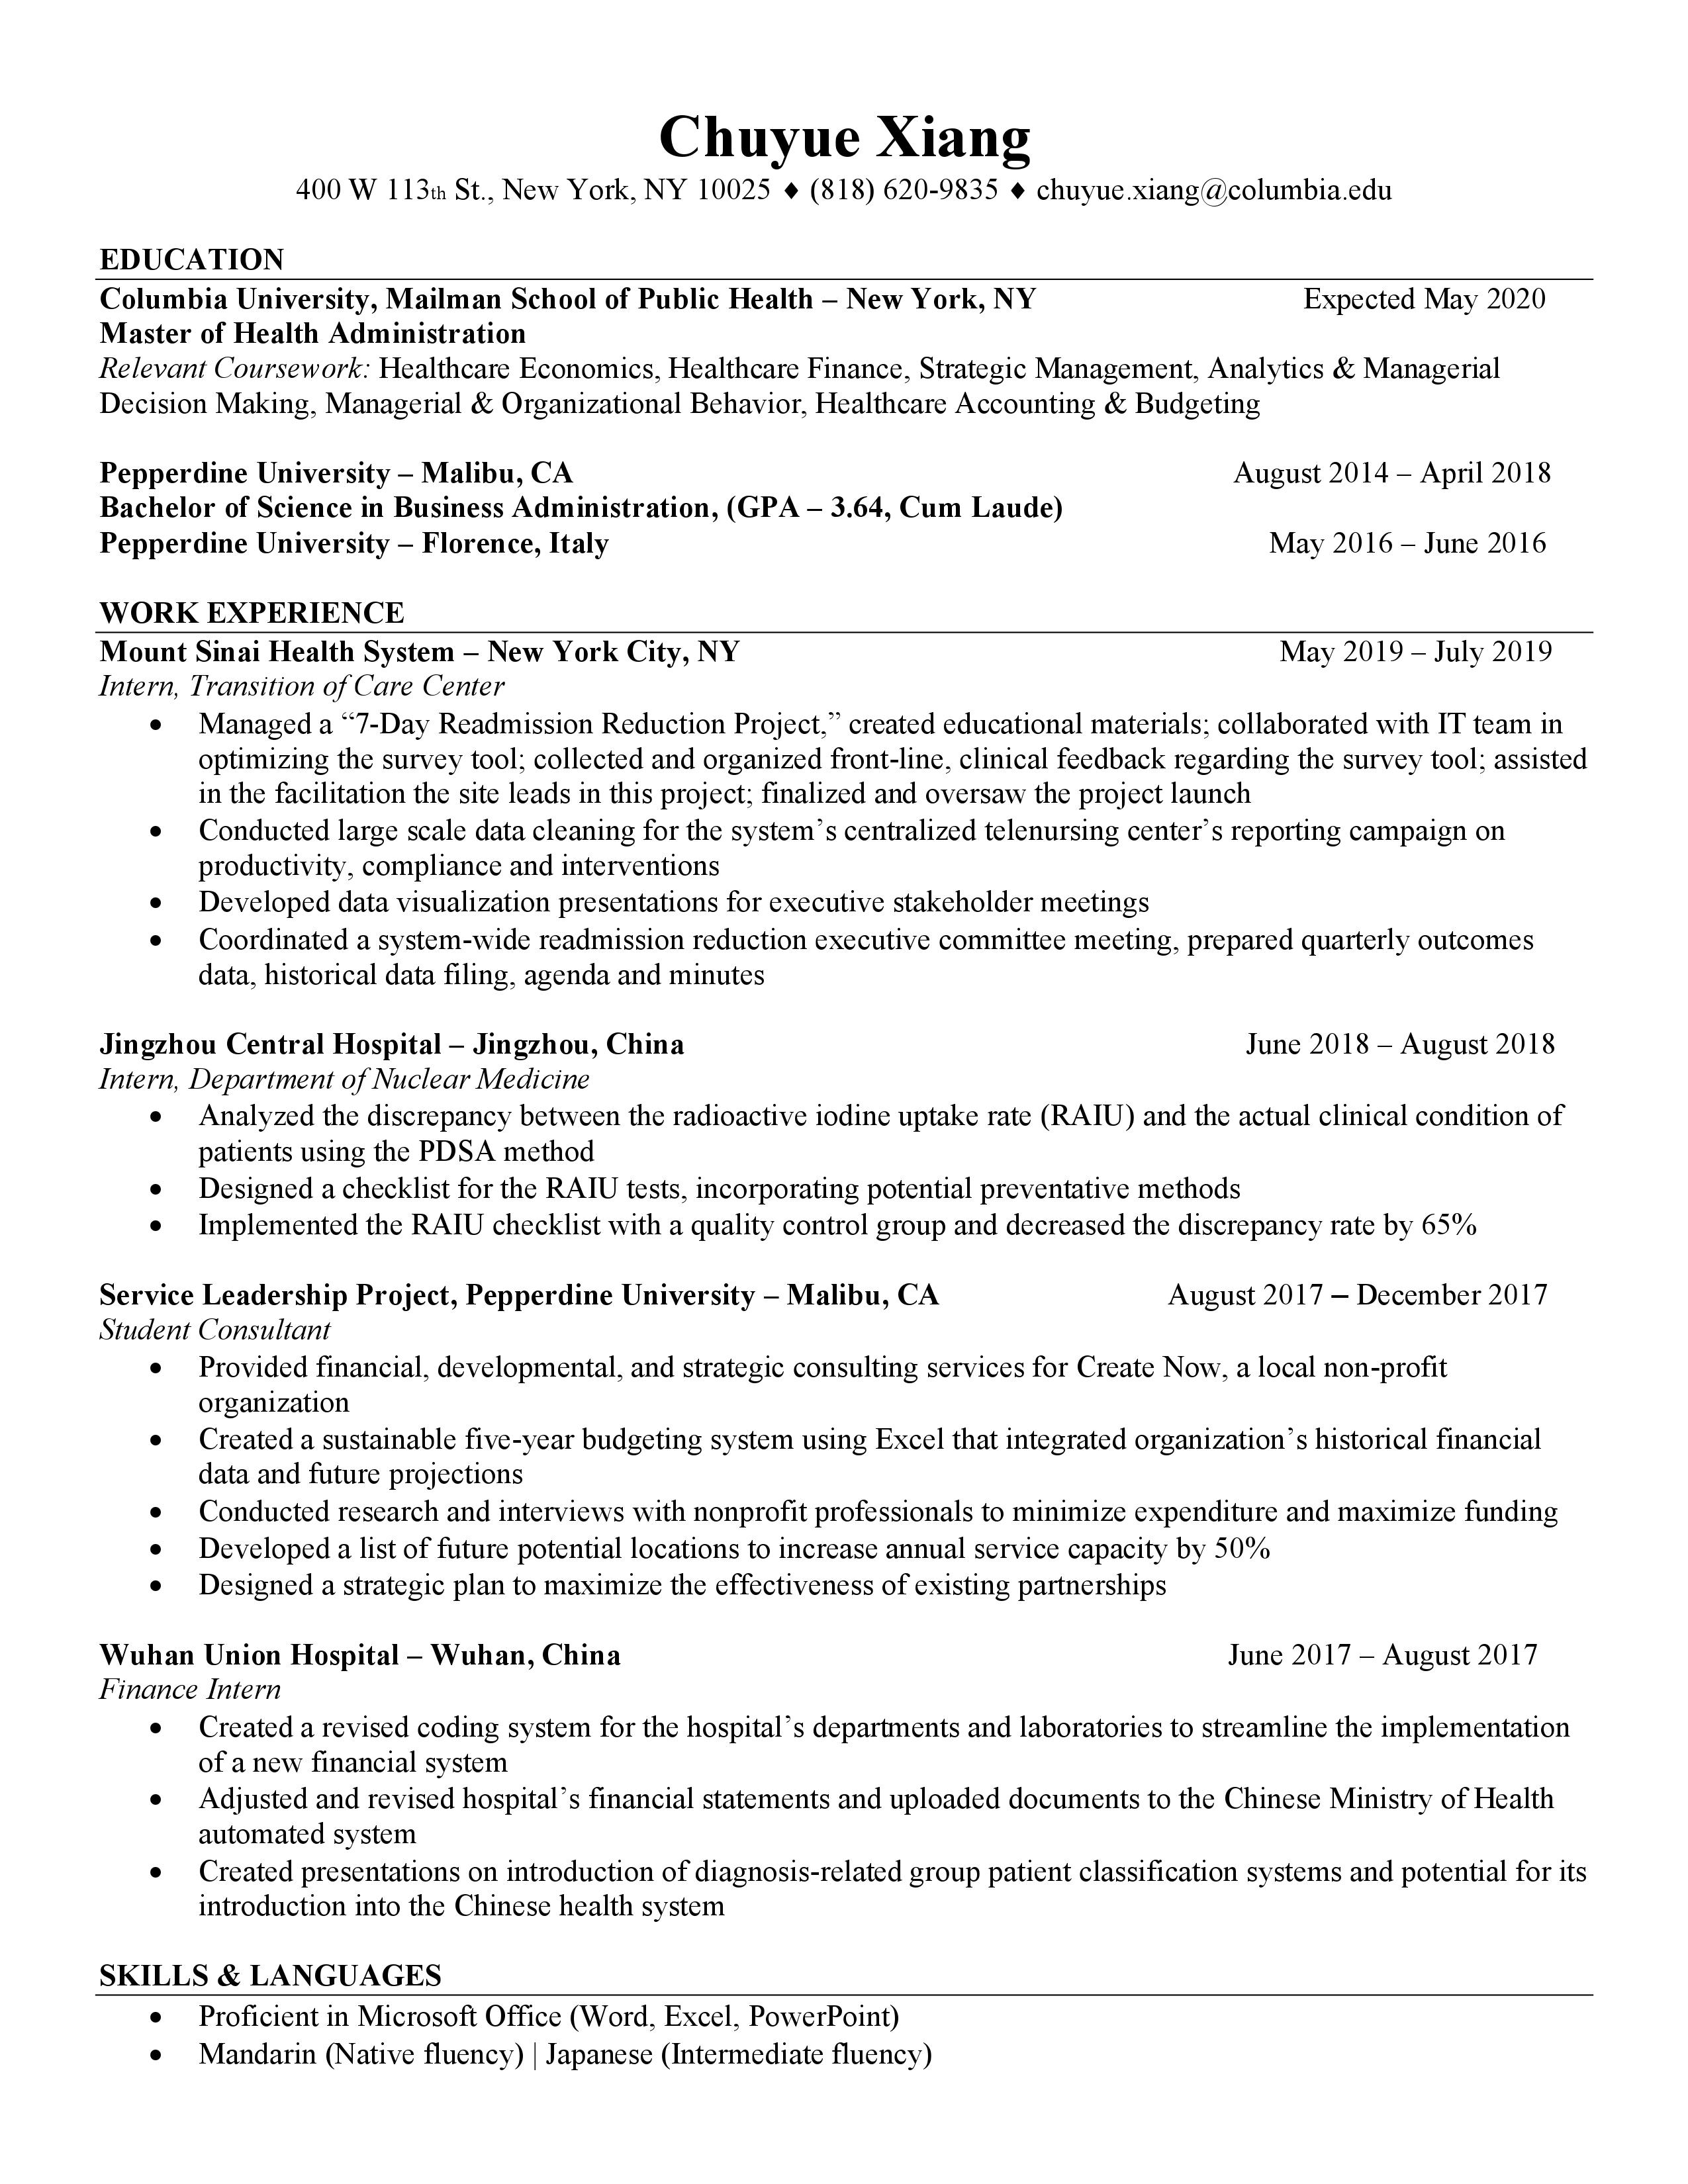 Chuyue Xiang
400 W 113th St., New York, NY 10025 ♦ (818) 620-9835 ♦ chuyue.xiang@columbia.edu
EDUCATION
Columbia University, Mailman School of Public Health – New York, NY Expected May 2020
Master of Health Administration
Relevant Coursework: Healthcare Economics, Healthcare Finance, Strategic Management, Analytics & Managerial
Decision Making, Managerial & Organizational Behavior, Healthcare Accounting & Budgeting
Pepperdine University – Malibu, CA August 2014 – April 2018
Bachelor of Science in Business Administration, (GPA – 3.64, Cum Laude)
Pepperdine University – Florence, Italy May 2016 – June 2016
WORK EXPERIENCE
Mount Sinai Health System – New York City, NY May 2019 – July 2019
Intern, Transition of Care Center
• Managed a “7-Day Readmission Reduction Project,” created educational materials; collaborated with IT team in
optimizing the survey tool; collected and organized front-line, clinical feedback regarding the survey tool; assisted
in the facilitation the site leads in this project; finalized and oversaw the project launch
• Conducted large scale data cleaning for the system’s centralized telenursing center’s reporting campaign on
productivity, compliance and interventions
• Developed data visualization presentations for executive stakeholder meetings
• Coordinated a system-wide readmission reduction executive committee meeting, prepared quarterly outcomes
data, historical data filing, agenda and minutes
Jingzhou Central Hospital – Jingzhou, China June 2018 – August 2018
Intern, Department of Nuclear Medicine
• Analyzed the discrepancy between the radioactive iodine uptake rate (RAIU) and the actual clinical condition of
patients using the PDSA method
• Designed a checklist for the RAIU tests, incorporating potential preventative methods
• Implemented the RAIU checklist with a quality control group and decreased the discrepancy rate by 65%
Service Leadership Project, Pepperdine University – Malibu, CA August 2017 – December 2017
Student Consultant
• Provided financial, developmental, and strategic consulting services for Create Now, a local non-profit
organization
• Created a sustainable five-year budgeting system using Excel that integrated organization’s historical financial
data and future projections
• Conducted research and interviews with nonprofit professionals to minimize expenditure and maximize funding
• Developed a list of future potential locations to increase annual service capacity by 50%
• Designed a strategic plan to maximize the effectiveness of existing partnerships
Wuhan Union Hospital – Wuhan, China June 2017 – August 2017
Finance Intern
• Created a revised coding system for the hospital’s departments and laboratories to streamline the implementation
of a new financial system
• Adjusted and revised hospital’s financial statements and uploaded documents to the Chinese Ministry of Health
automated system
• Created presentations on introduction of diagnosis-related group patient classification systems and potential for its
introduction into the Chinese health system
SKILLS & LANGUAGES
• Proficient in Microsoft Office (Word, Excel, PowerPoint)
• Mandarin (Native fluency) | Japanese (Intermediate fluency)